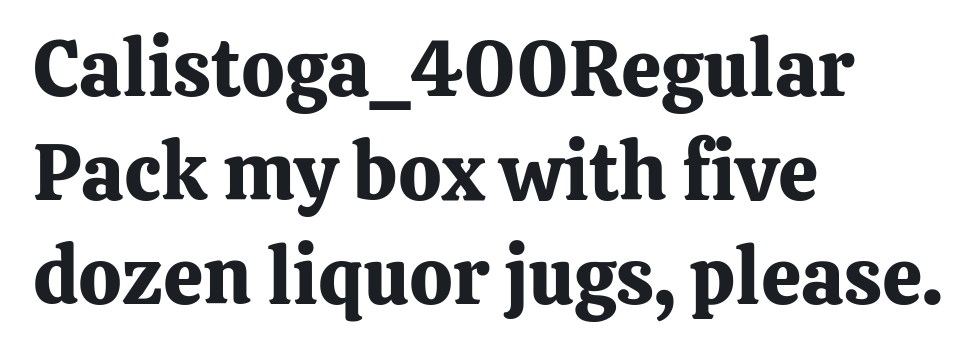 Calistoga_400Regular
Pack my box with five
dozen liquor jugs, please.